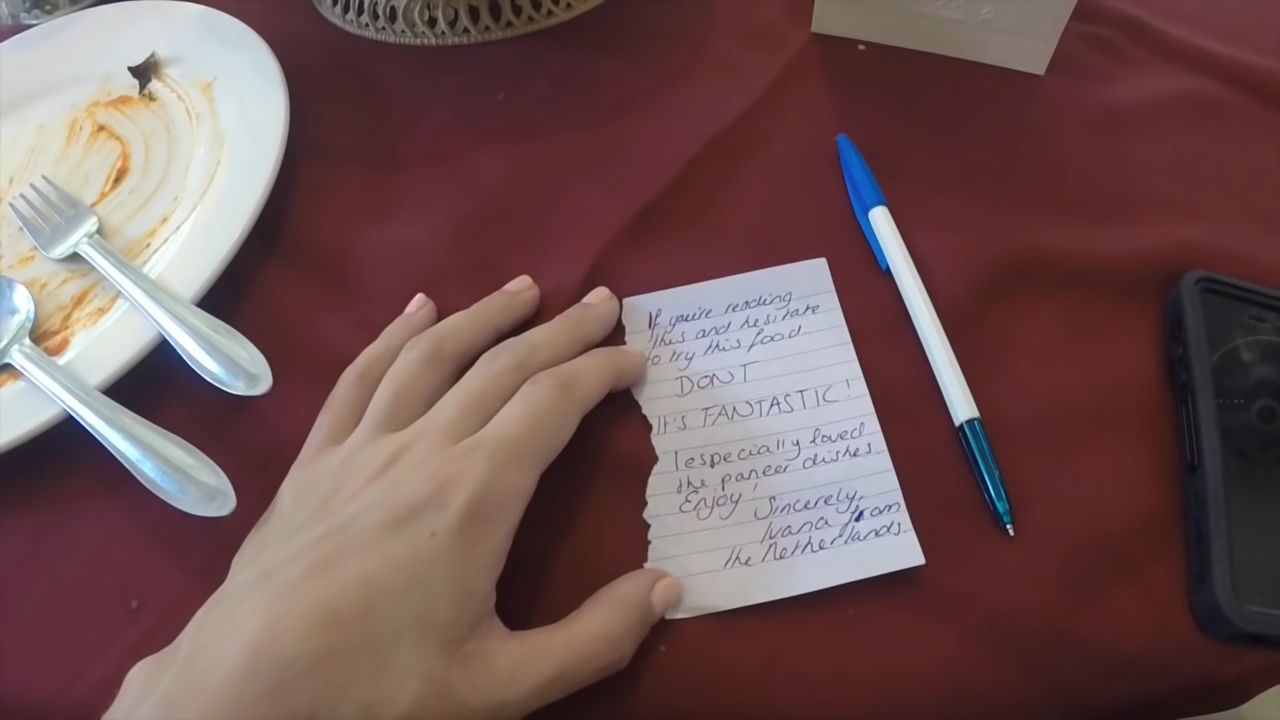 If you're reading
this and hesitate
to try this food
DONT
It'S FANTASTIC!
I especially loved
the paneer dishes.
Enjoy!
Sincerely,
Ivana from
the Netherlands.